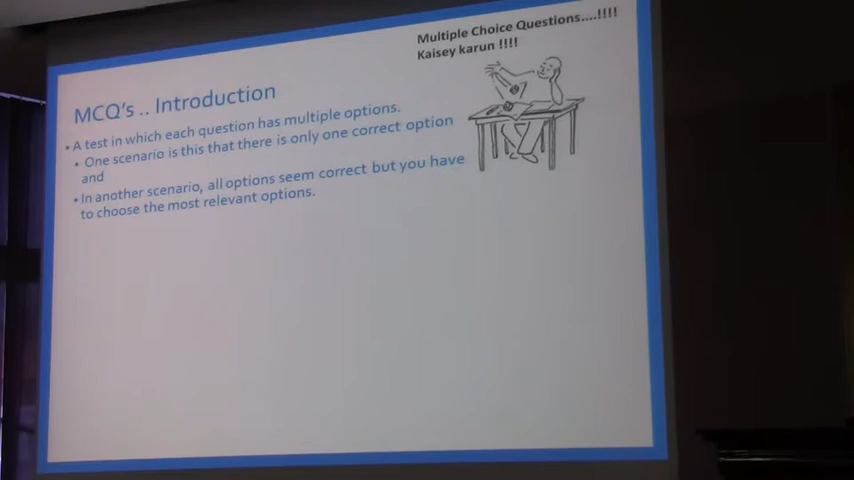 Multiple Choice Questions....!!!!
Kaisey karun !!!!
MCQ's .. Introduction
• A test in which each question has multiple options.
• One scenario is this that there is only one correct option
and
• In another scenario, all options seem correct but you have
to choose the most relevant options.